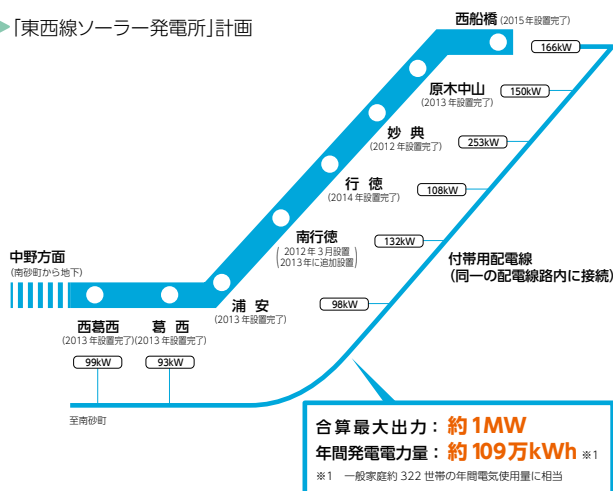 「東西線ソーラー発電所」計画
西船橋 (2015年設置完了)
166kW
原木中山
(2013年設置完了)
150kW
妙 典
(2012年設置完了)
253kW
行 徳
(2014年設置完了)
108kW
南行徳
(2012年3月設置
2013年に追加設置)
132kW
付帯用配電線
(同一の配電線路内に接続)
中野方面
(南砂町から地下)
浦 安
(2013年設置完了)
98kW
西葛西
(2013年設置完了)
99kW
葛 西
(2013年設置完了)
93kW
至南砂町
合算最大出力: 約1MW
年間発電電力量: 約109万kWh ※1
※1 一般家庭約322世帯の年間電気使用量に相当